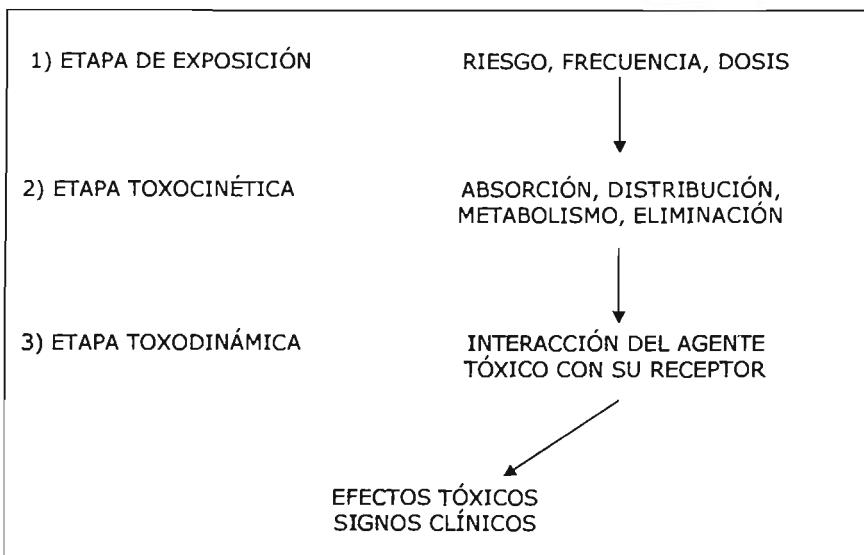 1) ETAPA DE EXPOSICIÓN
RIESGO, FRECUENCIA, DOSIS
2) ETAPA TOXOCINÉTICA
ABSORCIÓN, DISTRIBUCIÓN,
METABOLISMO, ELIMINACIÓN
3) ETAPA TOXODINÁMICA
INTERACCIÓN DEL AGENTE
TÓXICO CON SU RECEPTOR
EFECTOS TÓXICOS
SIGNOS CLÍNICOS